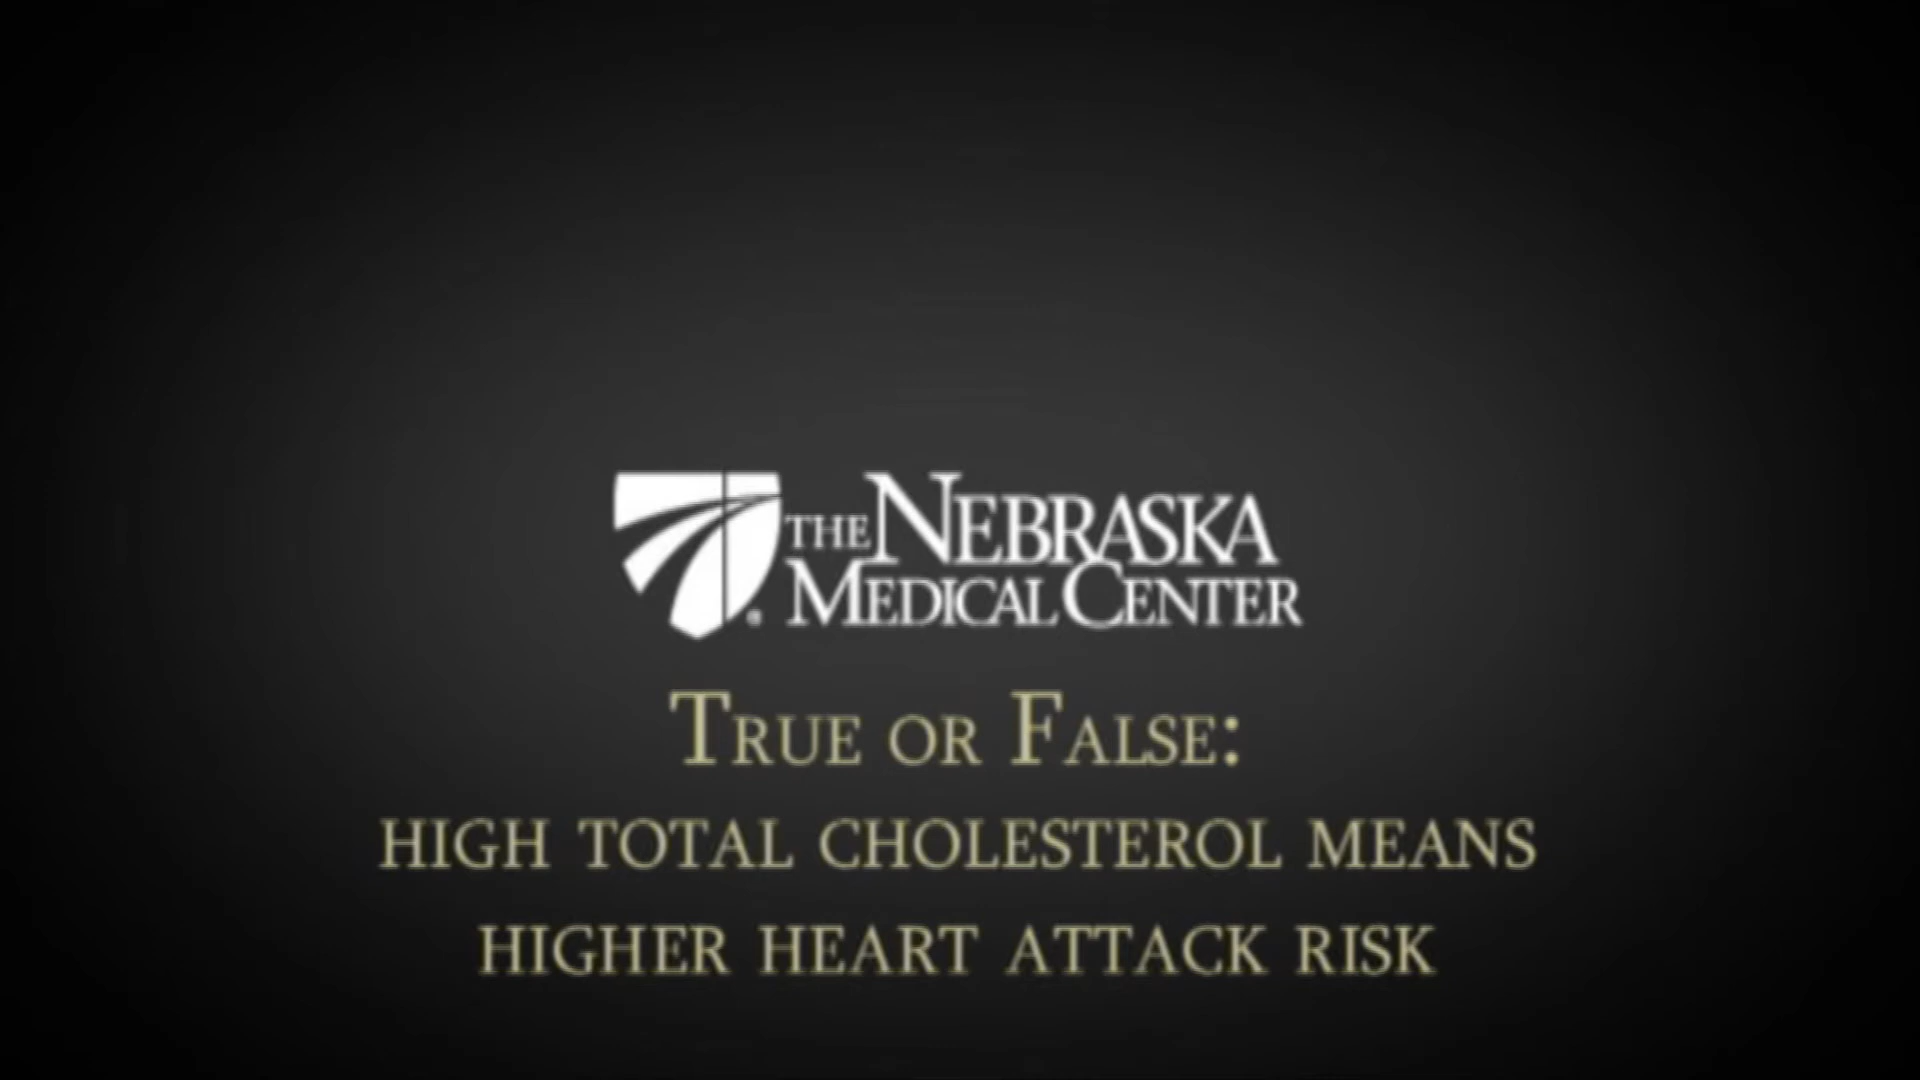 THE NEBRASKA
MEDICAL CENTER
TRUE OR FALSE:
HIGH TOTAL CHOLESTEROL MEANS
HIGHER HEART ATTACK RISK